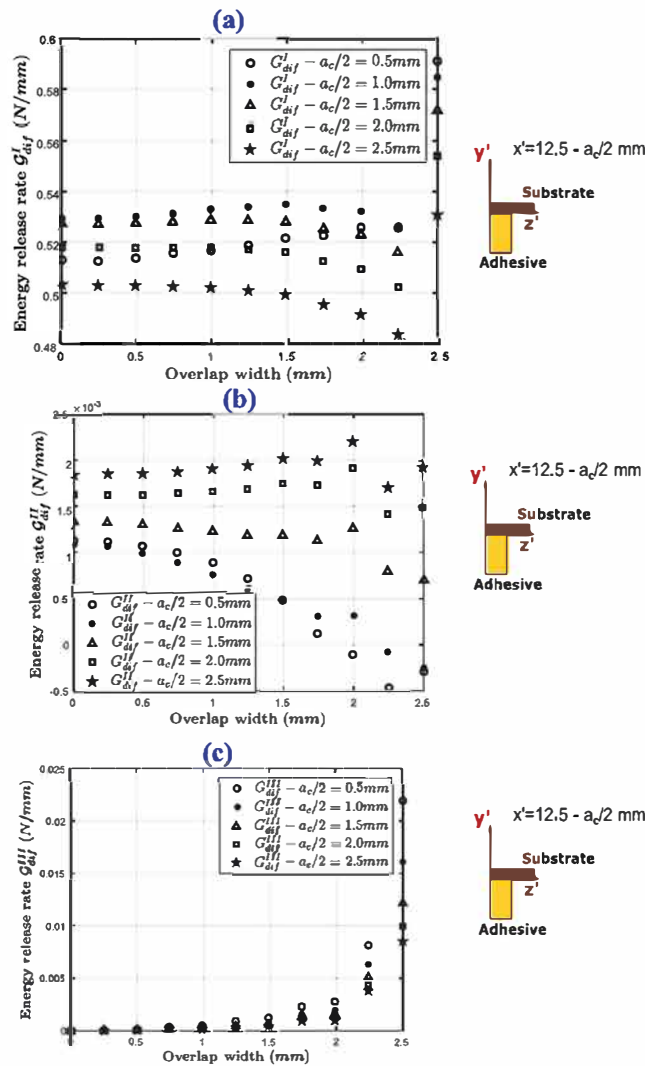 (a)
Energy release rate G^I_dif (N/mm)
0.6
0.58
0.56
0.54
0.52
0.5
0.48
G^I_dif − a_c/2 = 0.5mm
G^I_dif − a_c/2 = 1.0mm
G^I_dif − a_c/2 = 1.5mm
G^I_dif − a_c/2 = 2.0mm
G^I_dif − a_c/2 = 2.5mm
0 0.5 1 1.5 2 2.5
Overlap width (mm)
y' x'=12.5 - a_c/2 mm
Substrate
z'
Adhesive
(b)
× 10^-3
Energy release rate G^II_dif (N/mm)
2.5
2
1.5
1
0.5
0
-0.5
G^II_dif − a_c/2 = 0.5mm
G^II_dif − a_c/2 = 1.0mm
G^II_dif − a_c/2 = 1.5mm
G^II_dif − a_c/2 = 2.0mm
G^II_dif − a_c/2 = 2.5mm
0 0.5 1 1.5 2 2.5
Overlap width (mm)
y' x'=12.5 - a_c/2 mm
Substrate
z'
Adhesive
(c)
Energy release rate G^III_dif (N/mm)
0.025
0.02
0.015
0.01
0.005
0
G^III_dif − a_c/2 = 0.5mm
G^III_dif − a_c/2 = 1.0mm
G^III_dif − a_c/2 = 1.5mm
G^III_dif − a_c/2 = 2.0mm
G^III_dif − a_c/2 = 2.5mm
0 0.5 1.0 1.5 2.0 2.5
Overlap width (mm)
y' x'=12.5 - a_c/2 mm
Substrate
z'
Adhesive